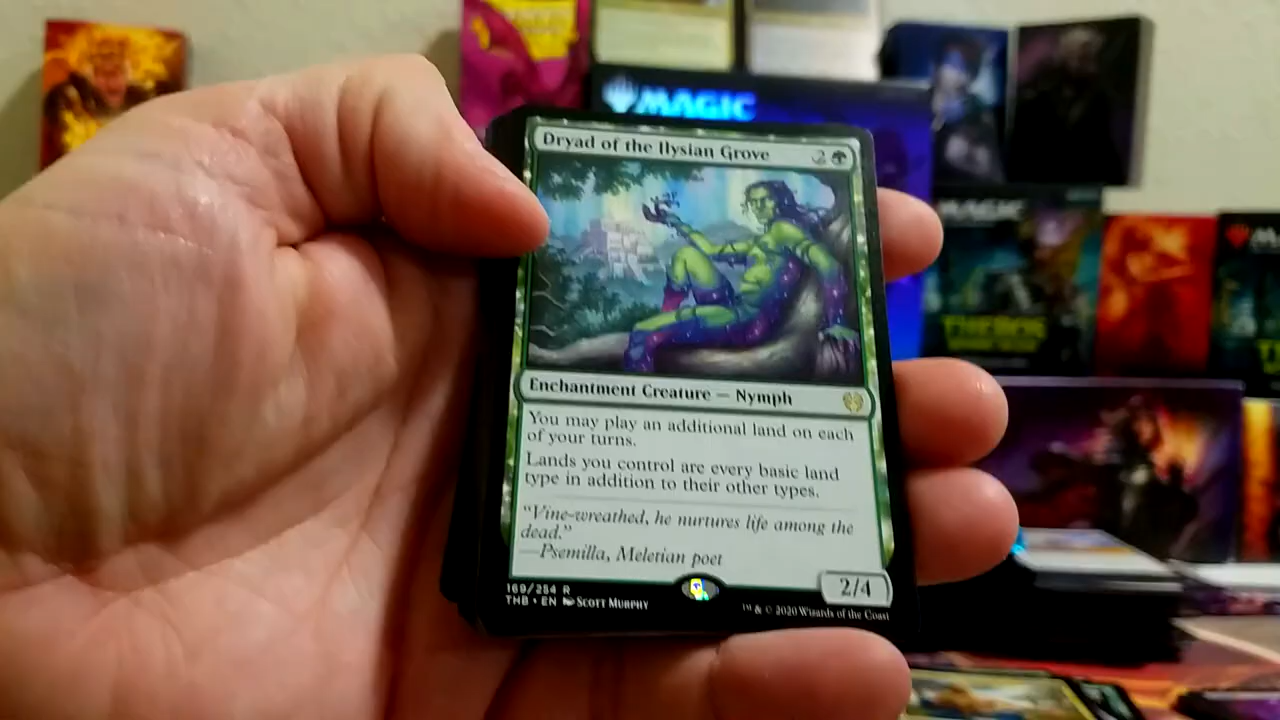 MAGIC
Dryad of the Ilysian Grove 2
Enchantment Creature — Nymph
You may play an additional land on each
of your turns.
Lands you control are every basic land
type in addition to their other types.
"Vine-wreathed, he nurtures life among the
dead."
—Psemilla, Meletian poet
2/4
169/254 R
THB • EN Scott Murphy
™ & © 2020 Wizards of the Coast
MAGIC
THEROS